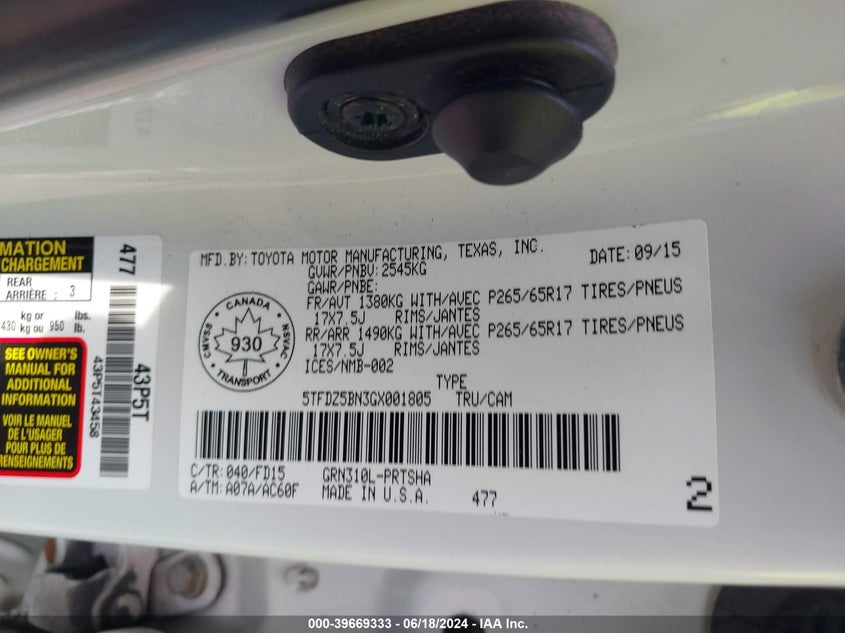 MATION
CHARGEMENT
REAR
ARRIÈRE : 3
kg or lbs.
430 kg ou 950 lb.
SEE OWNER'S
MANUAL FOR
ADDITIONAL
INFORMATION
VOIR LE MANUEL
DE L'USAGER
POUR PLUS DE
RENSEIGNEMENTS
477
43P5T
43P5T43458
MFD.BY:TOYOTA MOTOR MANUFACTURING, TEXAS, INC. DATE:09/15
GVWR/PNBV:2545KG
GAWR/PNBE:
FR/AUT 1380KG WITH/AVEC P265/65R17 TIRES/PNEUS
17X7.5J RIMS/JANTES
RR/ARR 1490KG WITH/AVEC P265/65R17 TIRES/PNEUS
17X7.5J RIMS/JANTES
ICES/NMB-002
CANADA
CMVSS 930 NSVAC
TRANSPORT
TYPE
5TFDZ5BN3GX001805 TRU/CAM
C/TR:040/FD15 GRN310L-PRTSHA
A/TM:A07A/AC60F MADE IN U.S.A. 477
2
000-39669333 - 06/18/2024 - IAA Inc.